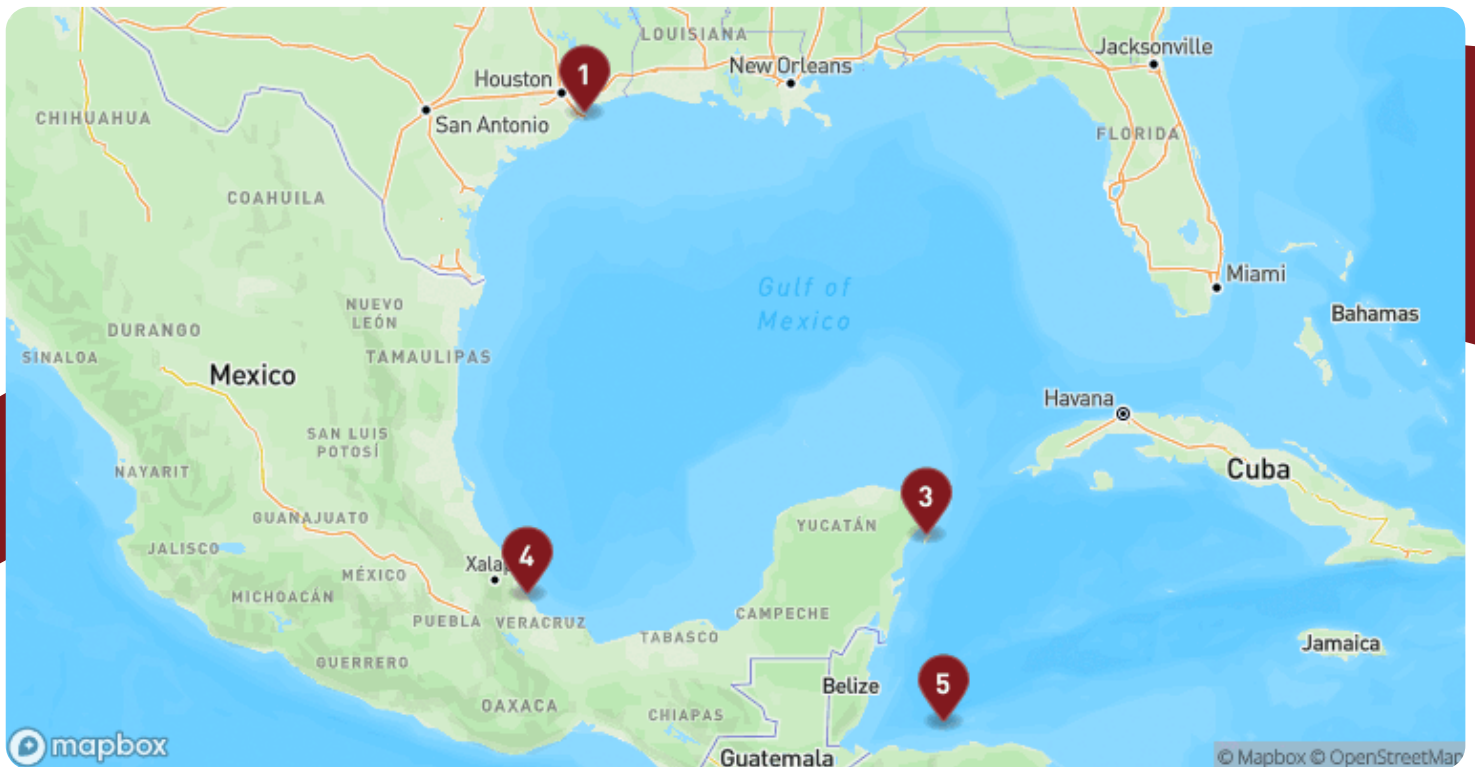 LOUISIANA
Jacksonville
New Orleans
Houston
1
San Antonio
CHIHUAHUA
FLORIDA
COAHUILA
Gulf of
Mexico
Miami
NUEVO
LEÓN
Bahamas
DURANGO
SINALOA
TAMAULIPAS
Mexico
Havana
SAN LUIS
POTOSÍ
Cuba
NAYARIT
3
GUANAJUATO
YUCATÁN
JALISCO
4
Xala
MÉXICO
MICHOACÁN
PUEBLA
VERACRUZ
CAMPECHE
TABASCO
Jamaica
GUERRERO
Belize
5
OAXACA
CHIAPAS
mapbox
Guatemala
© Mapbox © OpenStreetMap